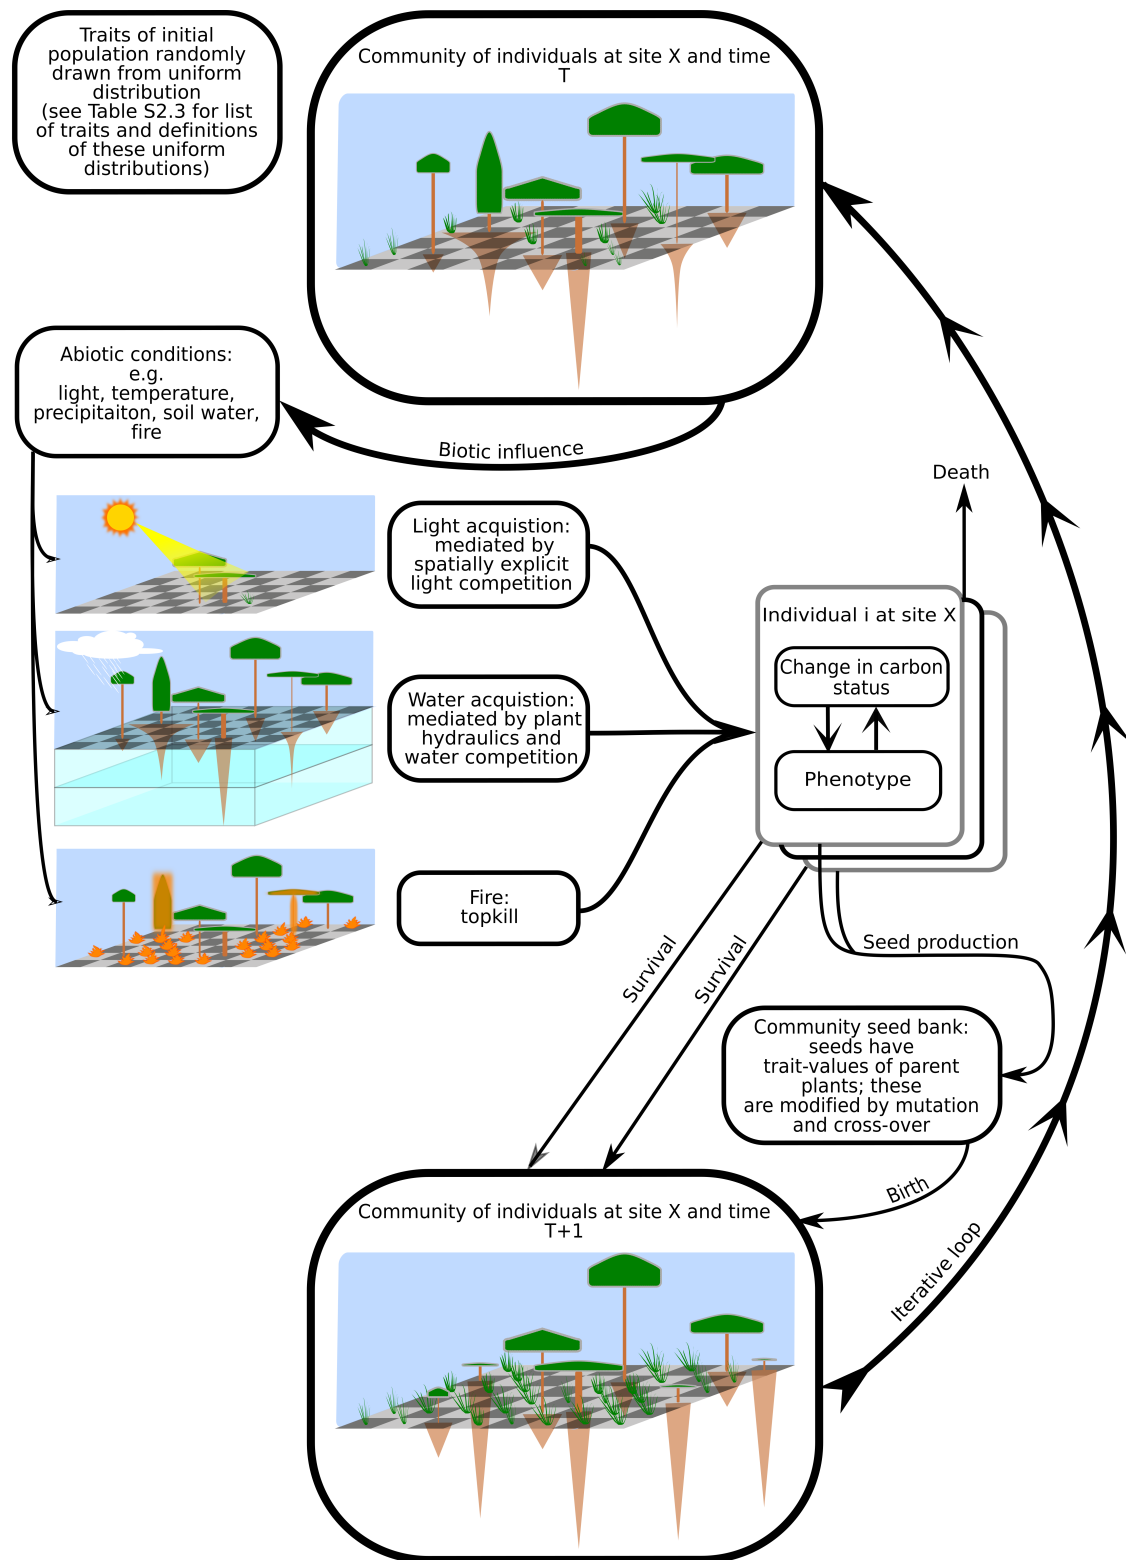 Traits of initial
population randomly
drawn from uniform
distribution
(see Table S2.3 for list
of traits and definitions
of these uniform
distributions)
Community of individuals at site X and time
T
Abiotic conditions:
e.g.
light, temperature,
precipitaiton, soil water,
fire
Biotic influence
Death
Light acquistion:
mediated by
spatially explicit
light competition
Individual i at site X
Change in carbon
status
Phenotype
Water acquistion:
mediated by plant
hydraulics and
water competition
Fire:
topkill
Survival
Survival
Seed production
Community seed bank:
seeds have
trait-values of parent
plants; these
are modified by mutation
and cross-over
Birth
Iterative loop
Community of individuals at site X and time
T+1